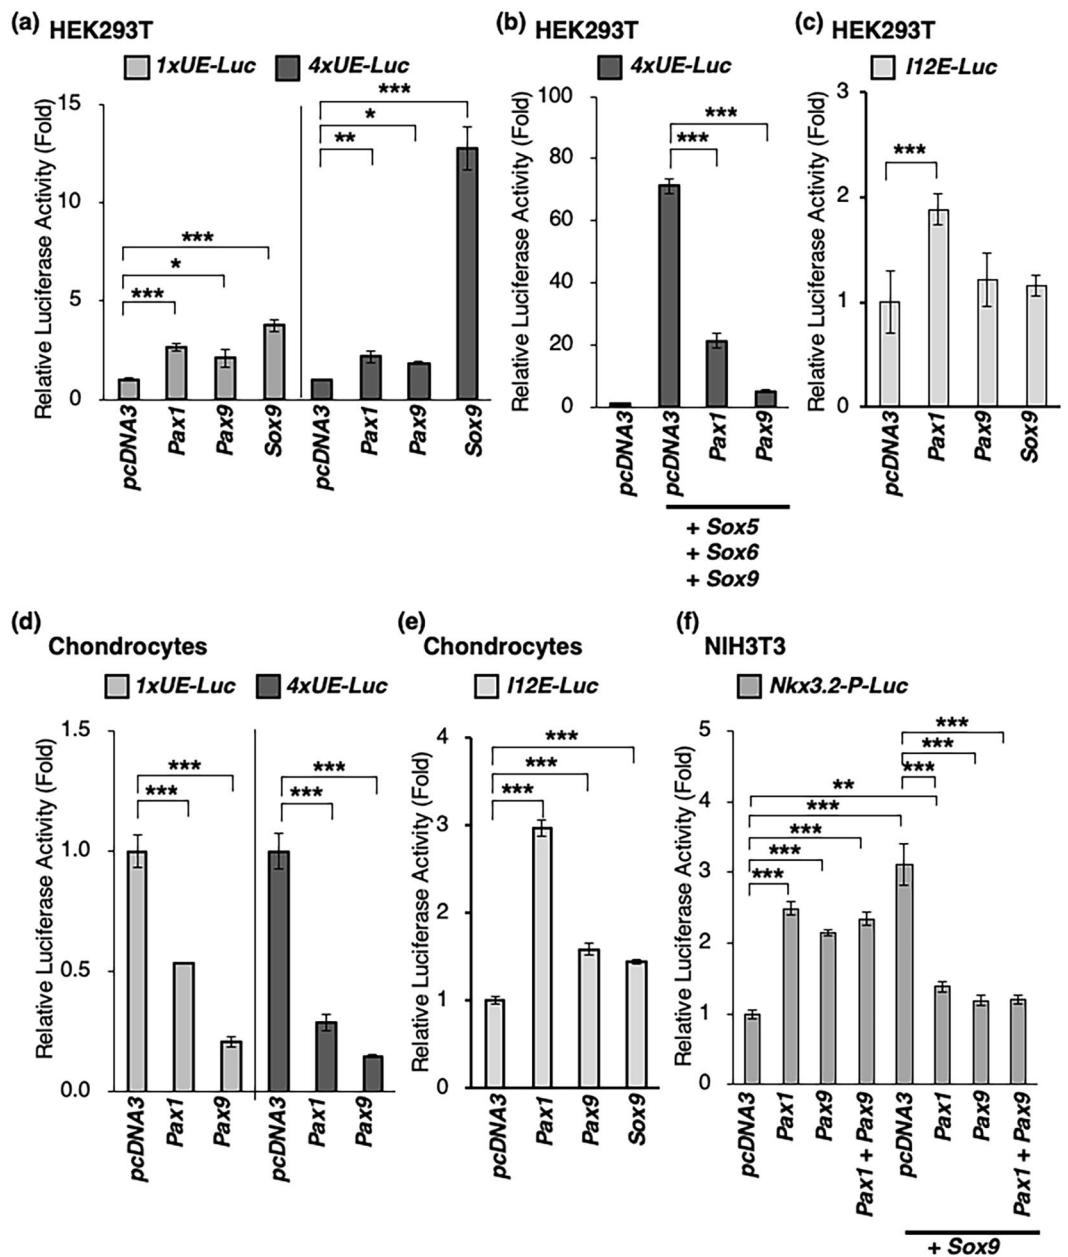 (a) HEK293T
1xUE-Luc 4xUE-Luc
Relative Luciferase Activity (Fold)
15
10
5
0
***
*
***
***
*
**
pcDNA3 Pax1 Pax9 Sox9 pcDNA3 Pax1 Pax9 Sox9
(b) HEK293T
4xUE-Luc
Relative Luciferase Activity (Fold)
100
80
60
40
20
0
***
***
pcDNA3 pcDNA3 Pax1 Pax9
+ Sox5
+ Sox6
+ Sox9
(c) HEK293T
I12E-Luc
Relative Luciferase Activity (Fold)
3
2
1
0
***
pcDNA3 Pax1 Pax9 Sox9
(d) Chondrocytes
1xUE-Luc 4xUE-Luc
Relative Luciferase Activity (Fold)
1.5
1.0
0.5
0.0
***
***
***
***
pcDNA3 Pax1 Pax9 pcDNA3 Pax1 Pax9
(e) Chondrocytes
I12E-Luc
Relative Luciferase Activity (Fold)
4
3
2
1
0
***
***
***
pcDNA3 Pax1 Pax9 Sox9
(f) NIH3T3
Nkx3.2-P-Luc
Relative Luciferase Activity (Fold)
5
4
3
2
1
0
***
***
***
**
***
***
***
***
pcDNA3 Pax1 Pax9 Pax1 + Pax9 pcDNA3 Pax1 Pax9 Pax1 + Pax9
+ Sox9